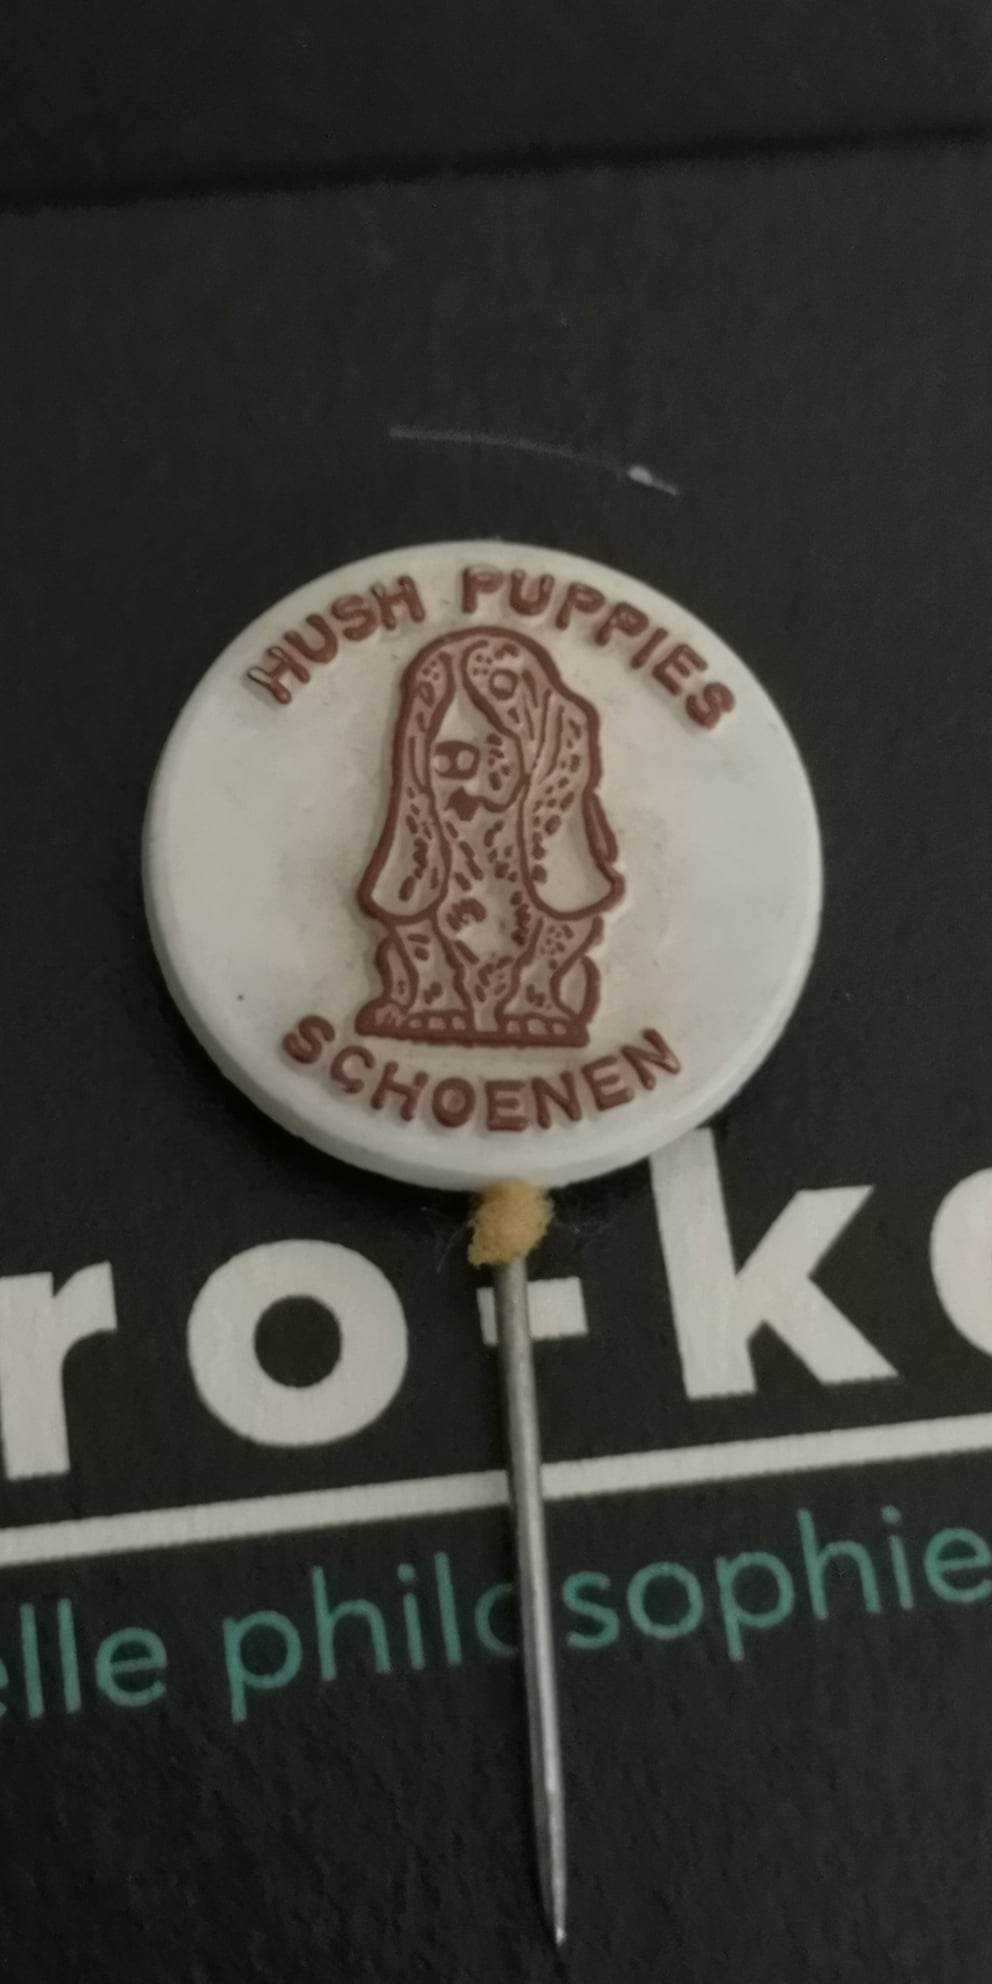 HUSH PUPPIES
SCHOENEN
ro-k
elle philosophie